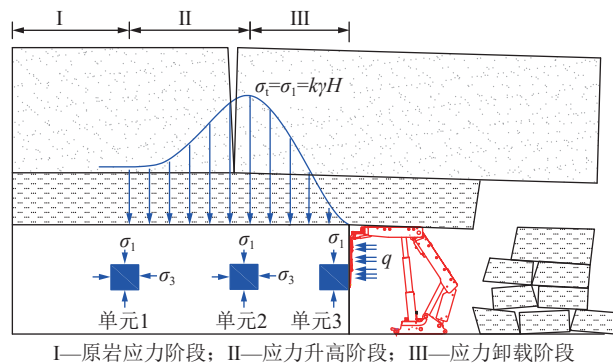 I II III
σt=σ1=kγH
σ1 σ1 σ1
q
σ3 σ3
单元1 单元2 单元3
I—原岩应力阶段；II—应力升高阶段；III—应力卸载阶段